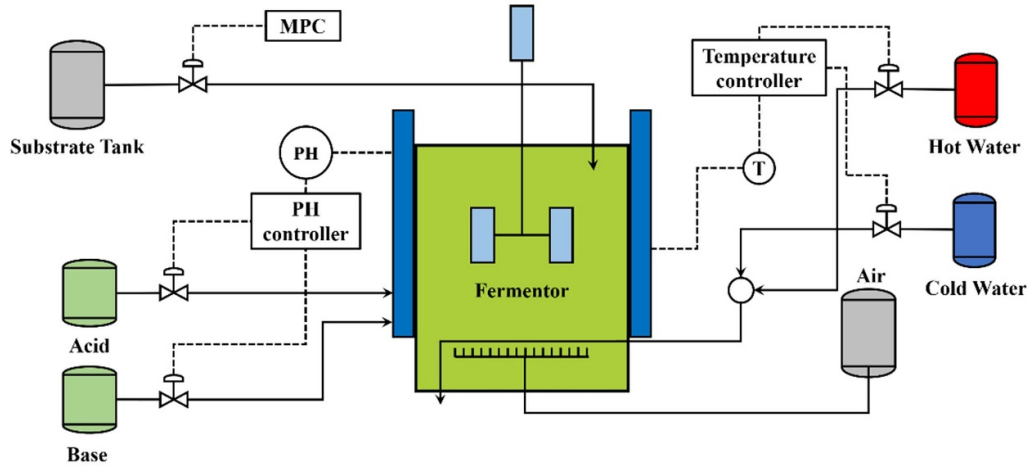 MPC
Substrate Tank
Temperature
controller
Hot Water
PH
T
PH
controller
Fermentor
Cold Water
Air
Acid
Base